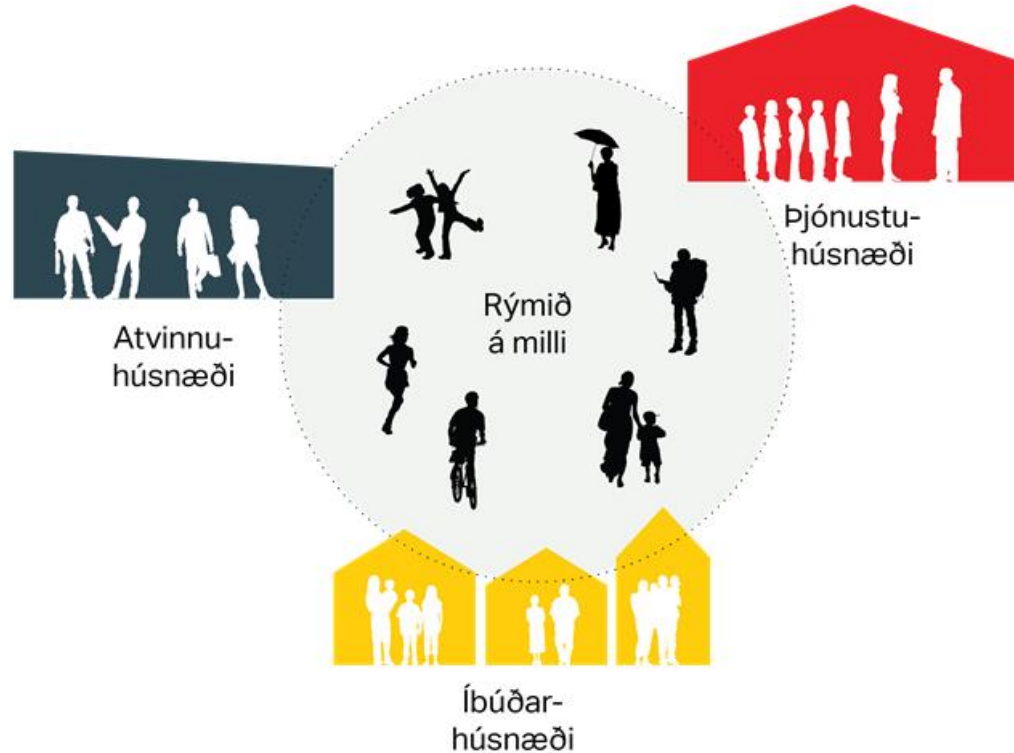 Þjónustu-
húsnæði
Rýmið
á milli
Atvinnu-
húsnæði
Íbúðar-
húsnæði